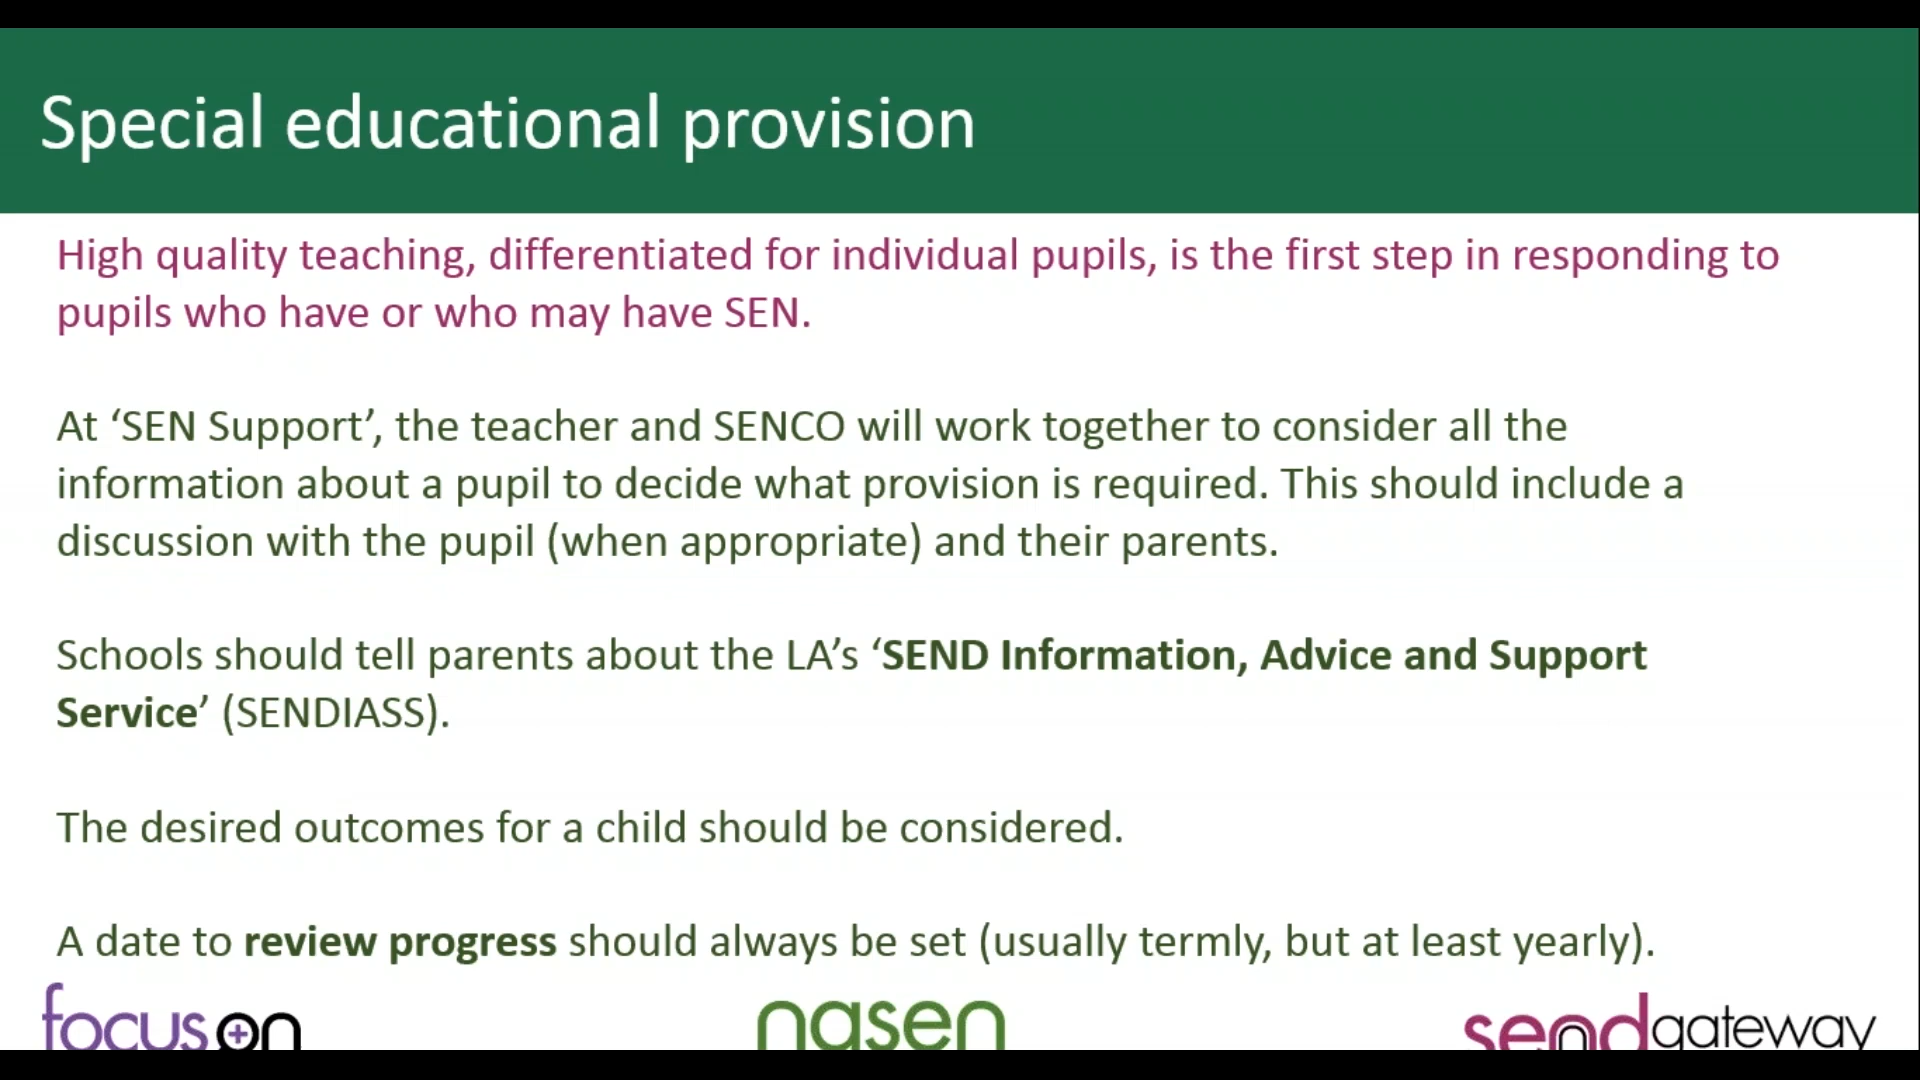 Special educational provision
High quality teaching, differentiated for individual pupils, is the first step in responding to
pupils who have or who may have SEN.
At ‘SEN Support’, the teacher and SENCO will work together to consider all the
information about a pupil to decide what provision is required. This should include a
discussion with the pupil (when appropriate) and their parents.
Schools should tell parents about the LA’s ‘SEND Information, Advice and Support
Service’ (SENDIASS).
The desired outcomes for a child should be considered.
A date to review progress should always be set (usually termly, but at least yearly).
focus on nasen sendgateway